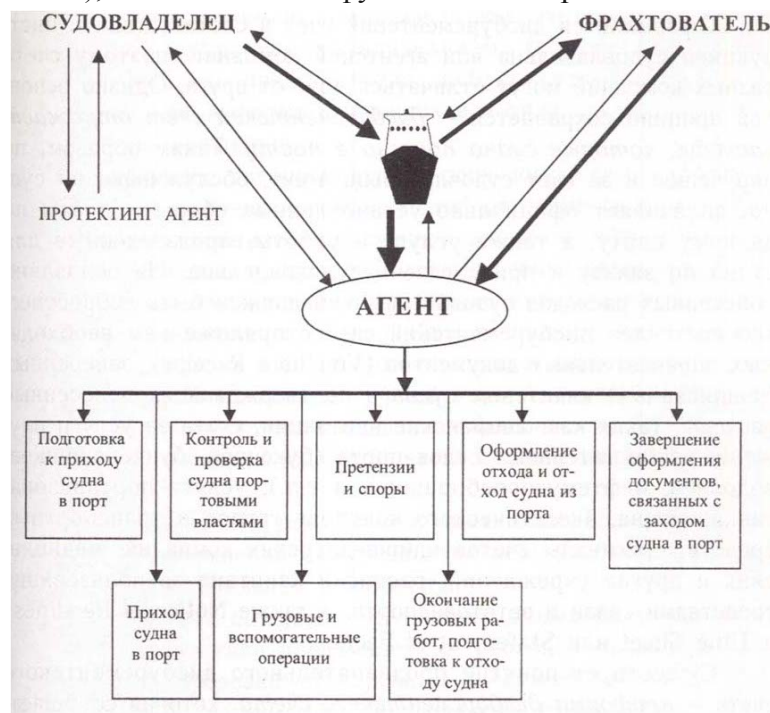 СУДОВЛАДЕЛЕЦ
ФРАХТОВАТЕЛЬ
ПРОТЕКТИНГ АГЕНТ
АГЕНТ
Подготовка
к приходу
судна
в порт
Контроль и
проверка
судна пор-
товыми
властями
Претензии
и споры
Оформление
отхода. От-
ход судна из
порта
Завершение
оформления
документов,
заходом
судна в порт
Приход
судна
в порт
Грузовые и
вспомогательные
операции
Окончание
грузовых ра-
бот, подго-
товка к отхо-
ду судна